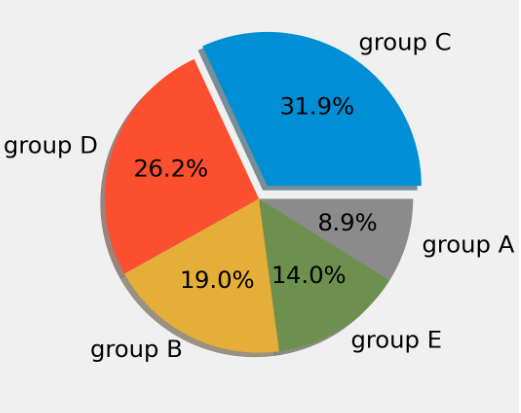 group C
31.9%
group D
26.2%
8.9%
group A
19.0%
14.0%
group B
group E